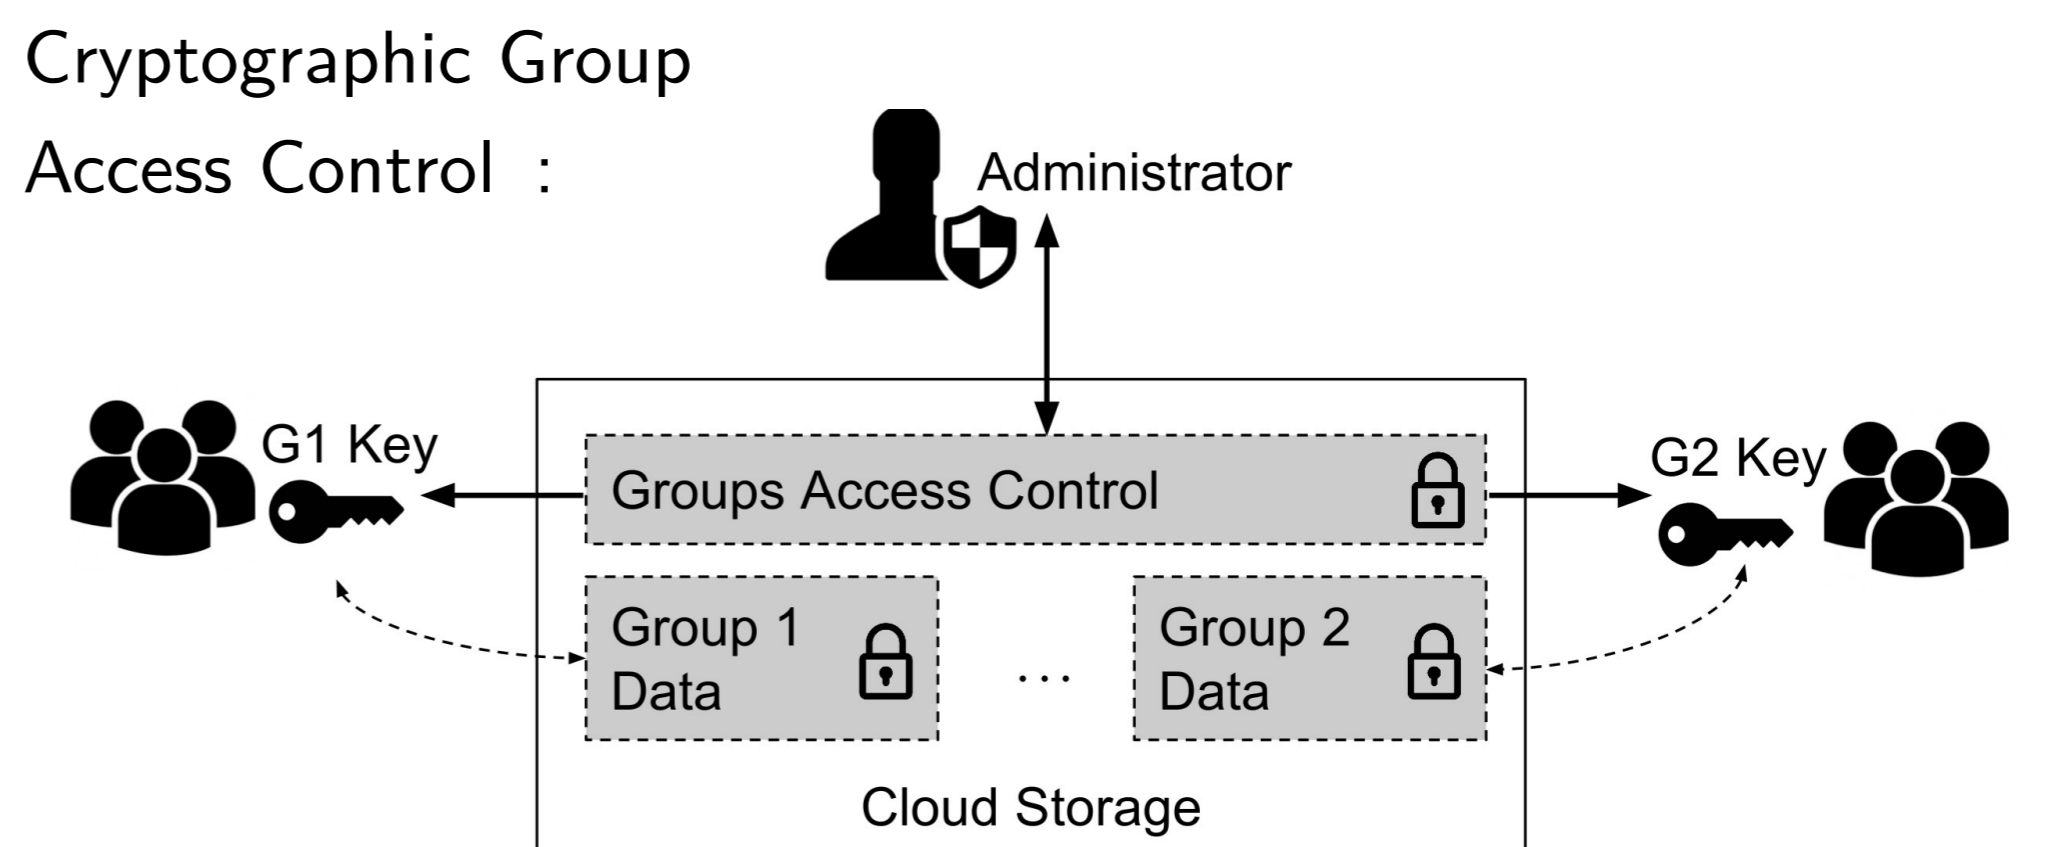 Cryptographic Group
Access Control :
Administrator
G1 Key
Groups Access Control
G2 Key
Group 1
Data
...
Group 2
Data
Cloud Storage